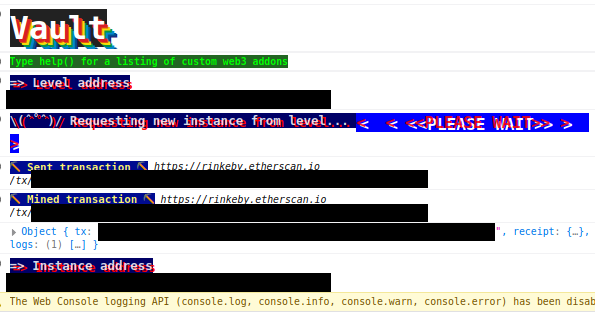 Vault
Type help() for a listing of custom web3 addons
=> Level address
\(^°^)/ Requesting new instance from level... < < <<PLEASE WAIT>> >
>
⛏ Sent transaction ⛏ https://rinkeby.etherscan.io
/tx/
⛏ Mined transaction ⛏ https://rinkeby.etherscan.io
/tx/
Object { tx: ", receipt: {…},
logs: (1) […] }
=> Instance address
The Web Console logging API (console.log, console.info, console.warn, console.error) has been disab